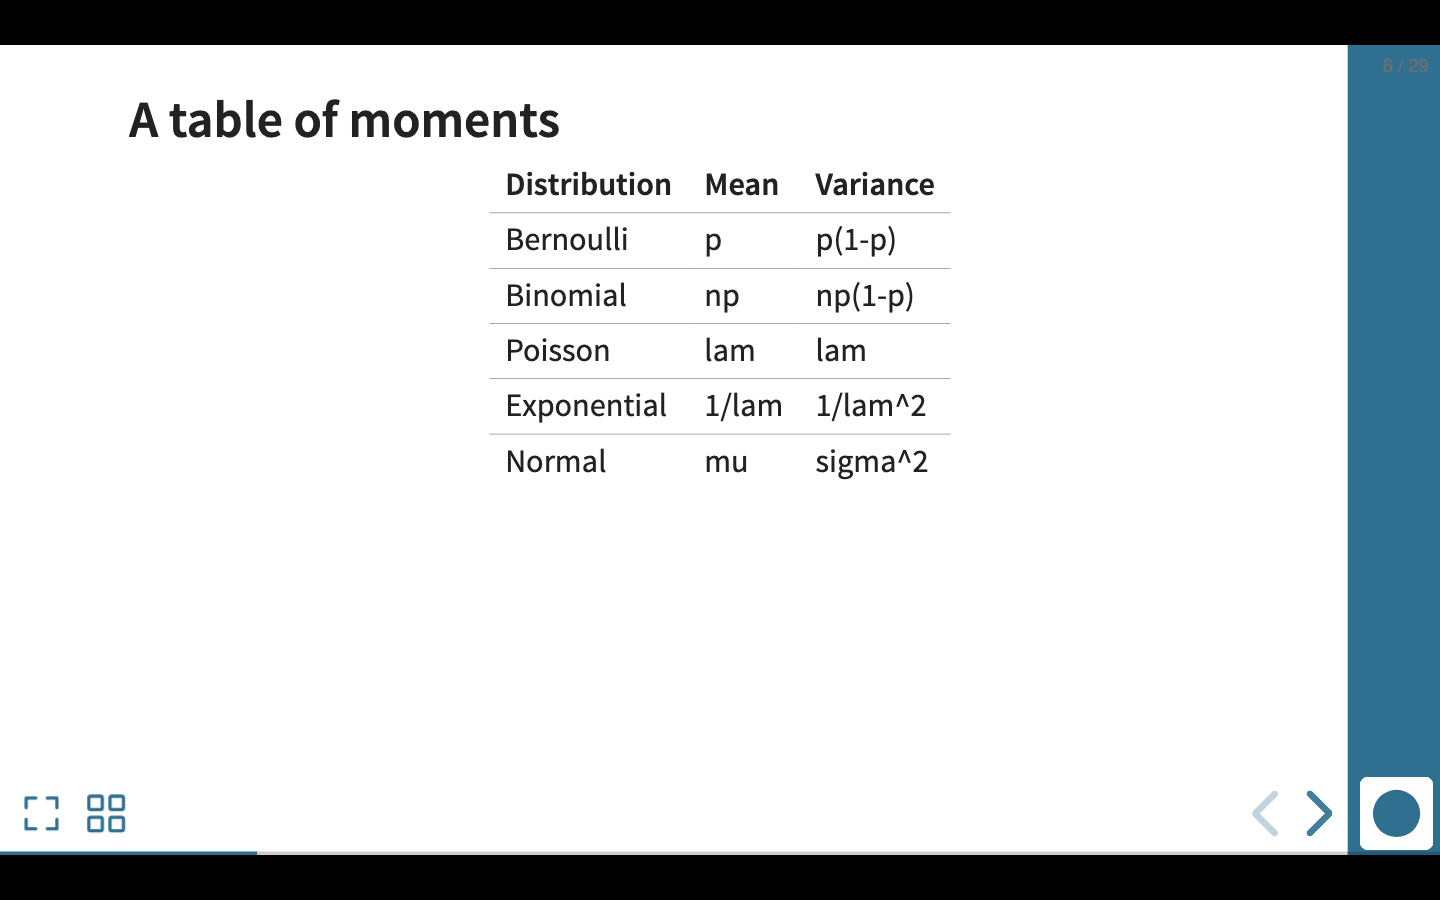 6 / 29
A table of moments
Distribution Mean Variance
Bernoulli p p(1-p)
Binomial np np(1-p)
Poisson lam lam
Exponential 1/lam 1/lam^2
Normal mu sigma^2